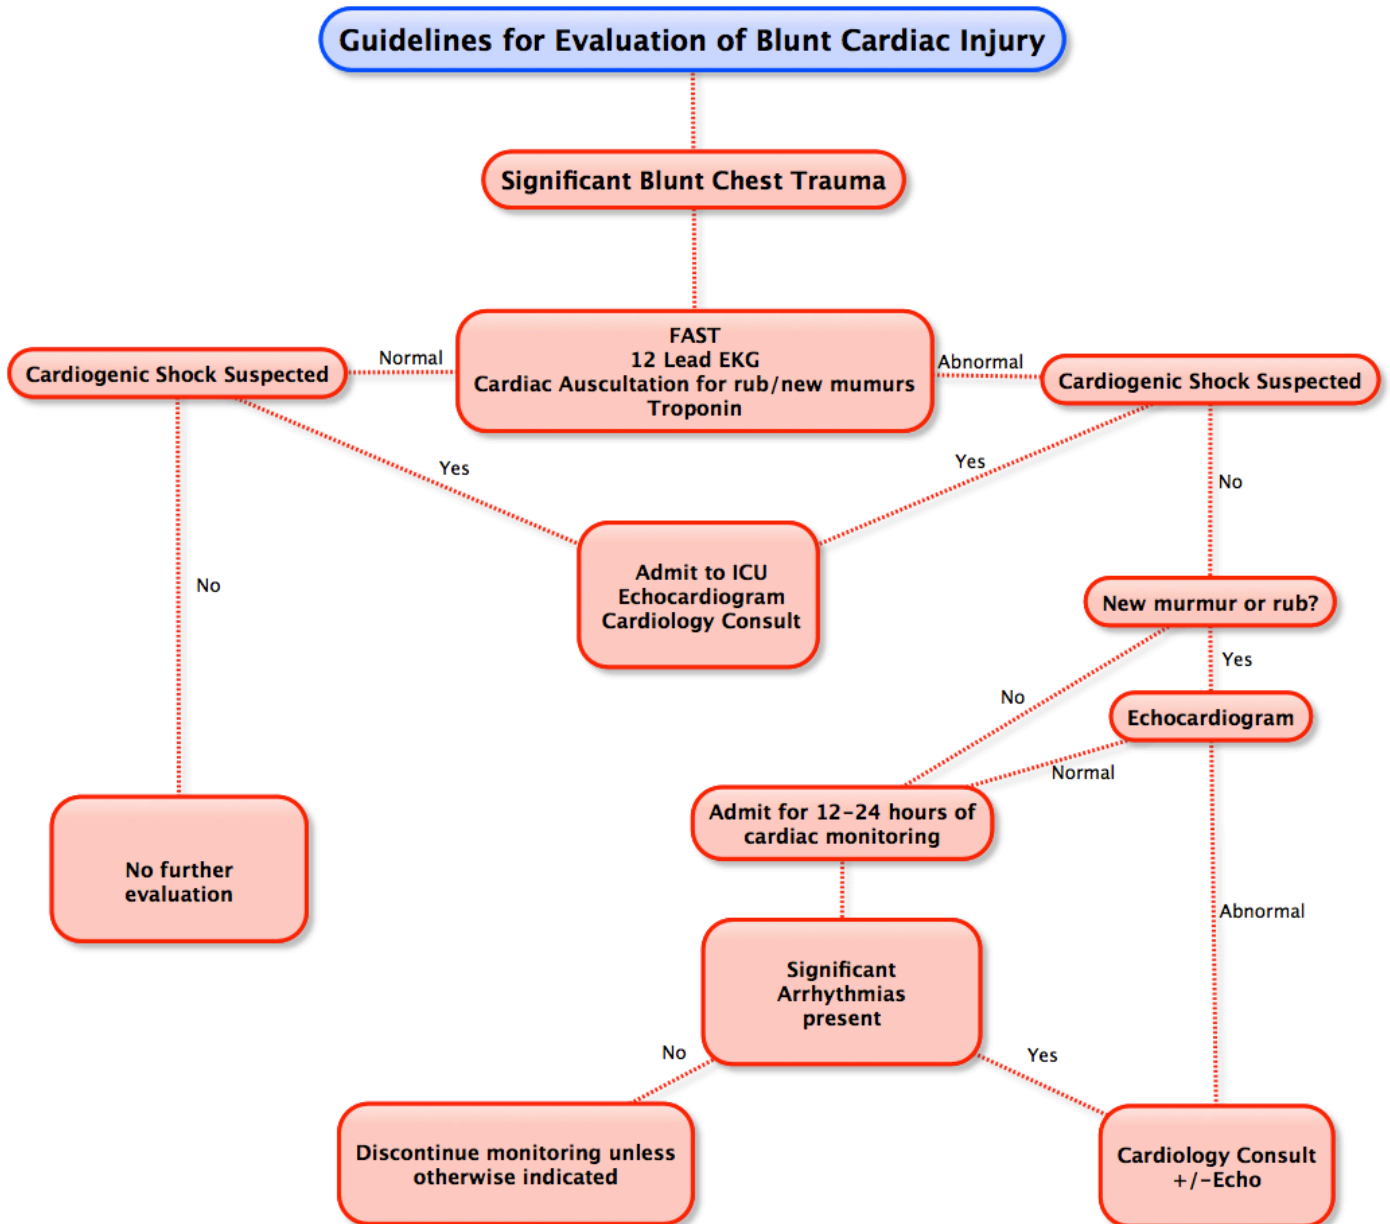 Guidelines for Evaluation of Blunt Cardiac Injury
Significant Blunt Chest Trauma
FAST
12 Lead EKG
Cardiac Auscultation for rub/new mumurs
Troponin
Normal
Abnormal
Cardiogenic Shock Suspected
Cardiogenic Shock Suspected
Yes
Yes
No
No
Admit to ICU
Echocardiogram
Cardiology Consult
New murmur or rub?
Yes
No
Echocardiogram
Normal
Admit for 12-24 hours of
cardiac monitoring
No further
evaluation
Abnormal
Significant
Arrhythmias
present
No
Yes
Discontinue monitoring unless
otherwise indicated
Cardiology Consult
+/-Echo